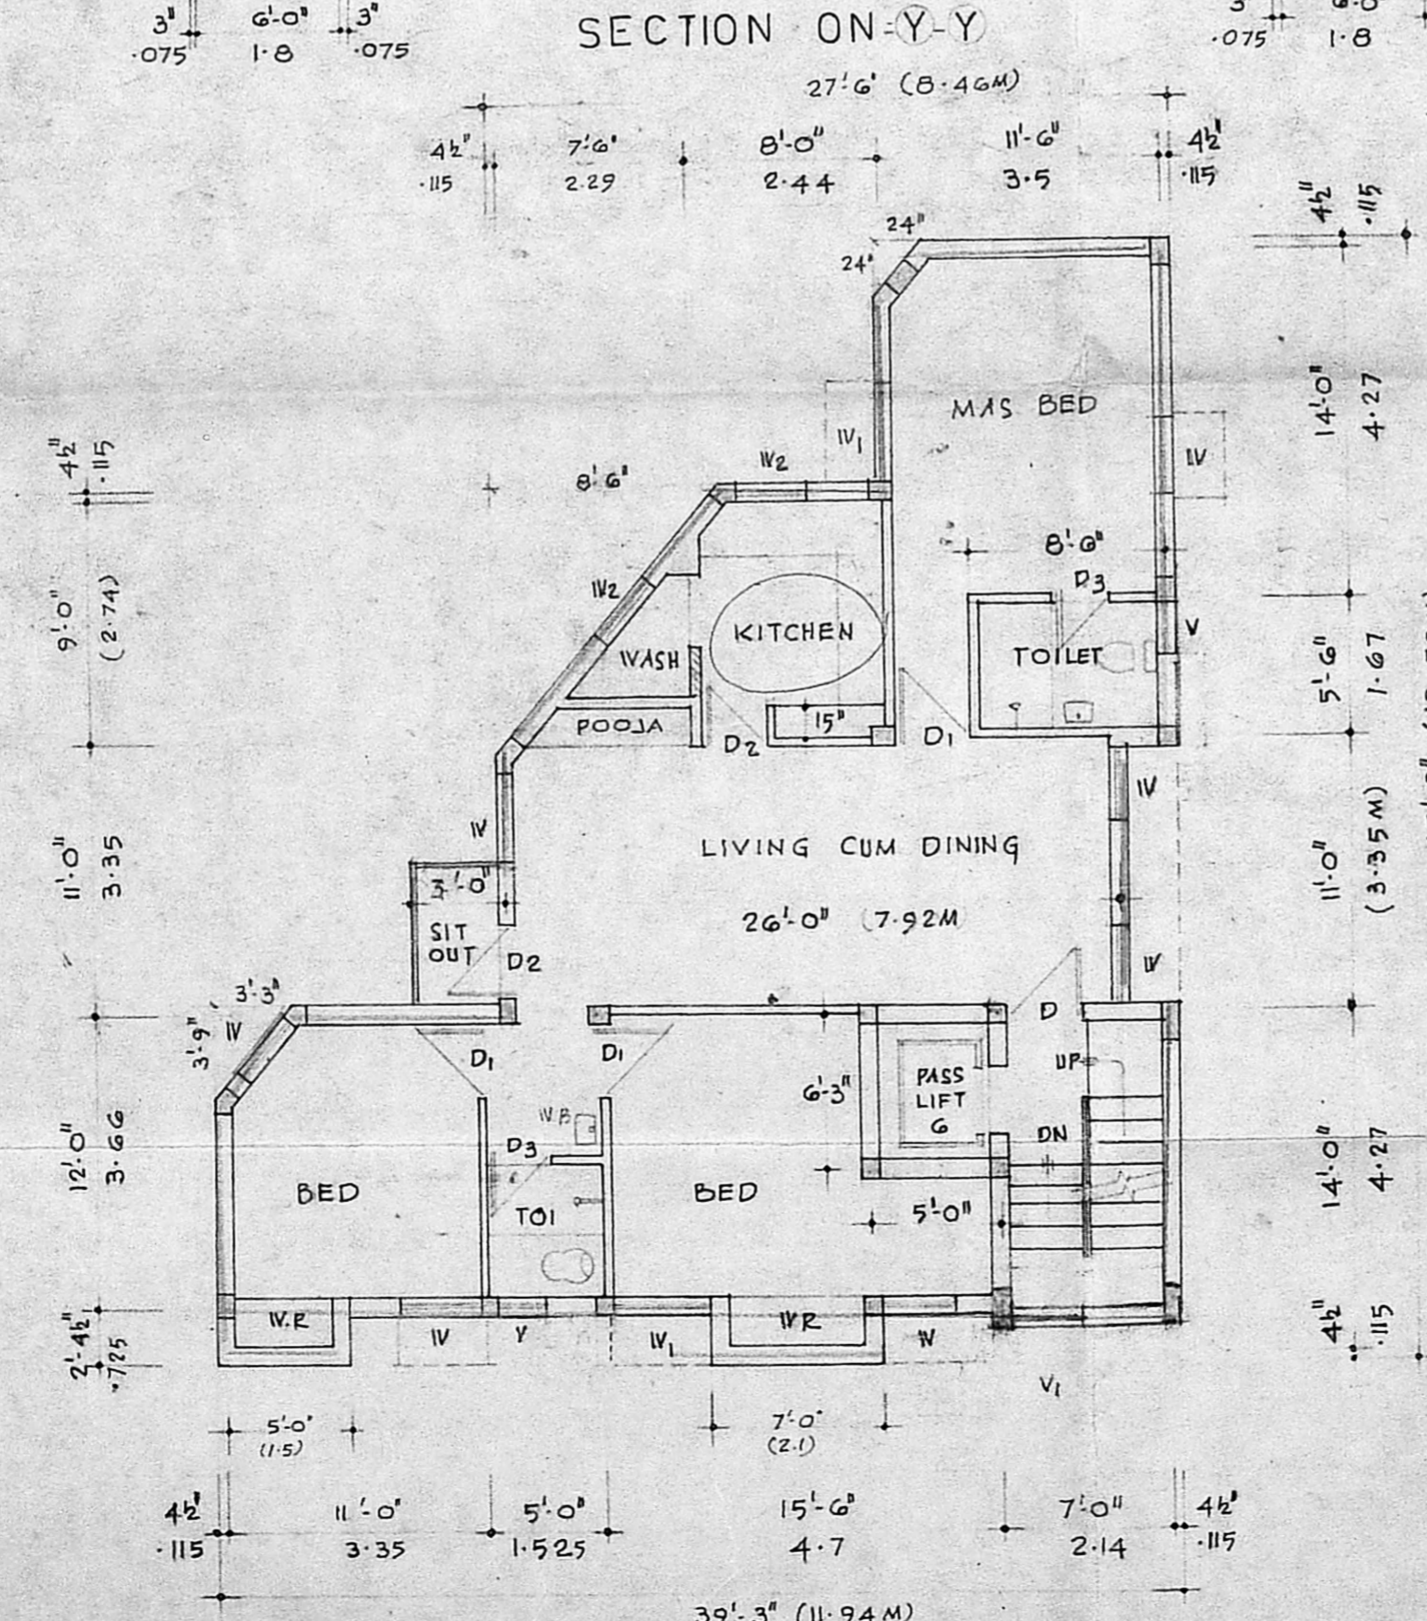 3" 6'-0" 3"
.075 1.8 .075
SECTION ON-Y-Y
.075 1.8
27'-6" (8.46M)
4½" 7'-6" 8'-0" 11'-6" 4½"
.115 2.29 2.44 3.5 .115
4½"
.115
24"
24"
14'-0"
4.27
MAS BED
W1
W2
W
4½"
.115
8'-6"
8'-0"
D3
V
W2
KITCHEN
WASH
TOILET
9'-0"
(2.74)
5'-6"
1.67
POOJA
D2
15"
D1
W
W
LIVING CUM DINING
26'-0" (7.92M
11'-0"
3.35
11'-0"
(3.35M)
3'-0"
SIT
OUT
D2
W
3'-3"
3'-9"
W
D
D1
D1
UP
PASS
LIFT
6
6'-3"
DN
W.B
D3
12'-0"
3.66
14'-0"
4.27
BED
TOI
BED
5'-0"
W.R
W
V
W1
WR
W
2'-4½"
.725
4½"
.115
V1
5'-0"
(1.5)
7'-0"
(2.1)
4½" 11'-0" 5'-0" 15'-6" 7'-0" 4½"
.115 3.35 1.525 4.7 2.14 .115
39'-3" (11.94M)